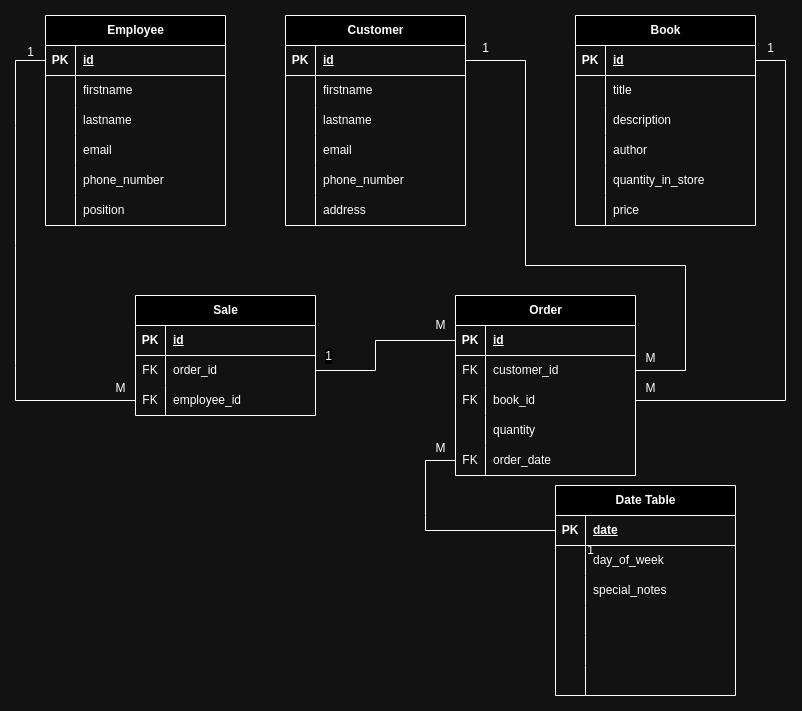 Employee
1
PK id
firstname
lastname
email
phone_number
position
Customer
1
PK id
firstname
lastname
email
phone_number
address
Book
1
PK id
title
description
author
quantity_in_store
price
Sale
PK id
1
FK order_id
M
FK employee_id
Order
M
PK id
M
FK customer_id
M
FK book_id
quantity
M
FK order_date
Date Table
PK date
1
day_of_week
special_notes